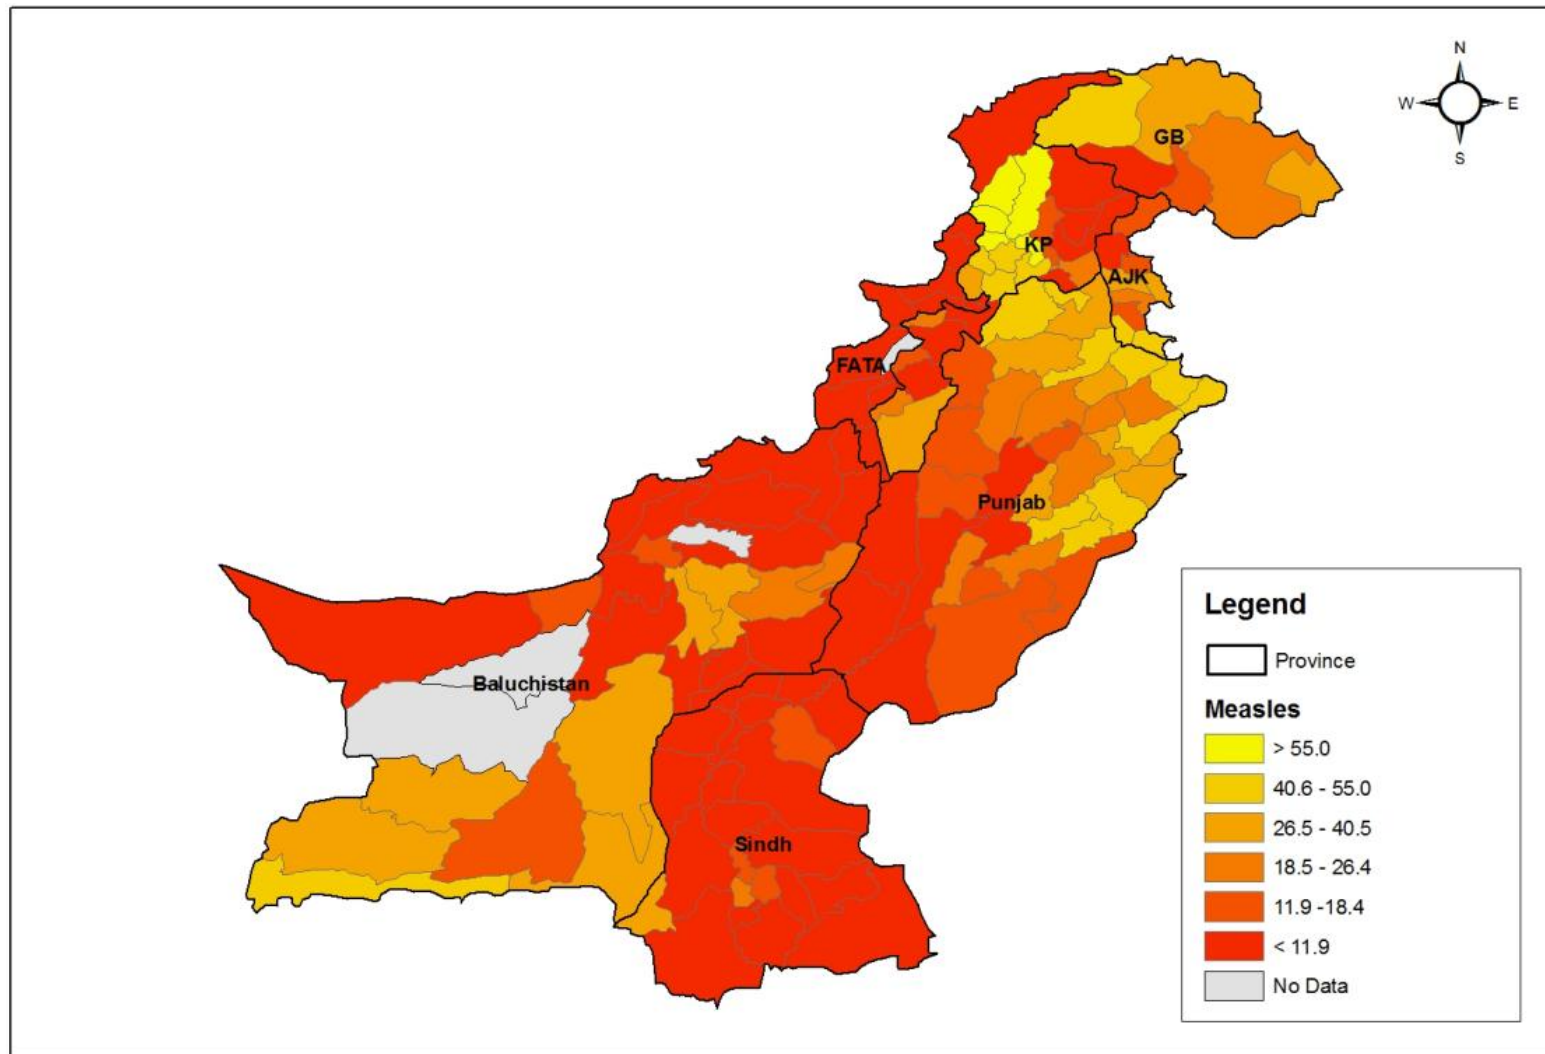 N
W E
S
GB
KP
AJK
FATA
Punjab
Baluchistan
Sindh
Legend
Province
Measles
> 55.0
40.6 - 55.0
26.5 - 40.5
18.5 - 26.4
11.9 -18.4
< 11.9
No Data